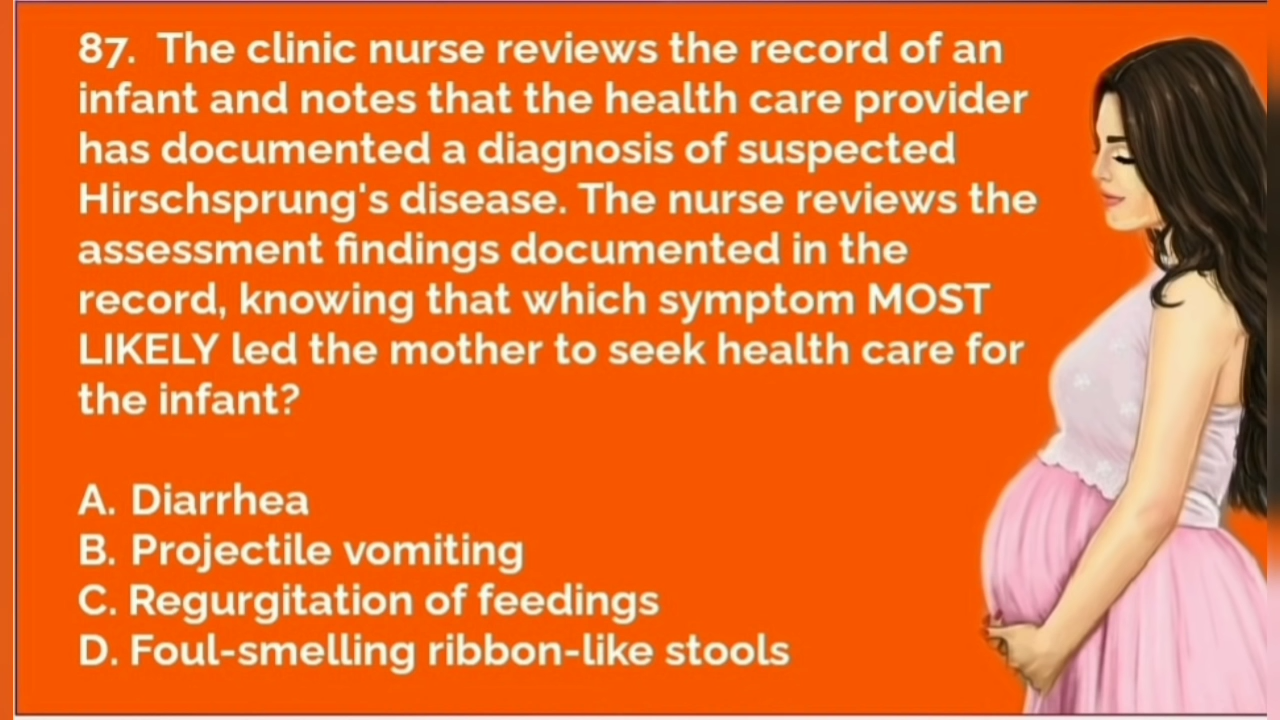 87. The clinic nurse reviews the record of an
infant and notes that the health care provider
has documented a diagnosis of suspected
Hirschsprung's disease. The nurse reviews the
assessment findings documented in the
record, knowing that which symptom MOST
LIKELY led the mother to seek health care for
the infant?
A. Diarrhea
B. Projectile vomiting
C. Regurgitation of feedings
D. Foul-smelling ribbon-like stools